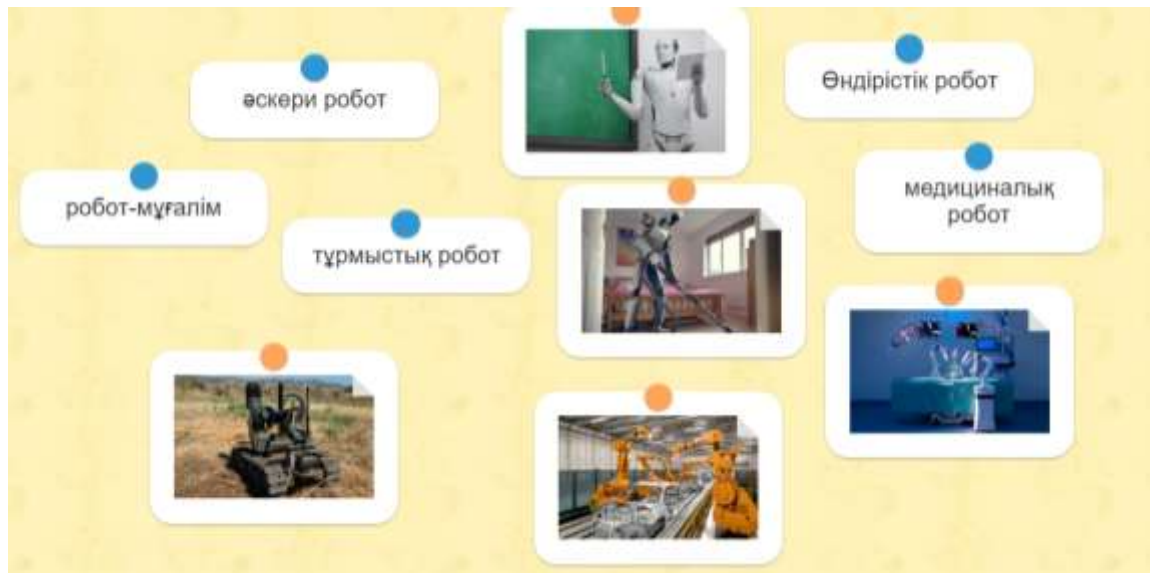 әскери робот
Өндірістік робот
робот-мұғалім
тұрмыстық робот
медициналық
робот